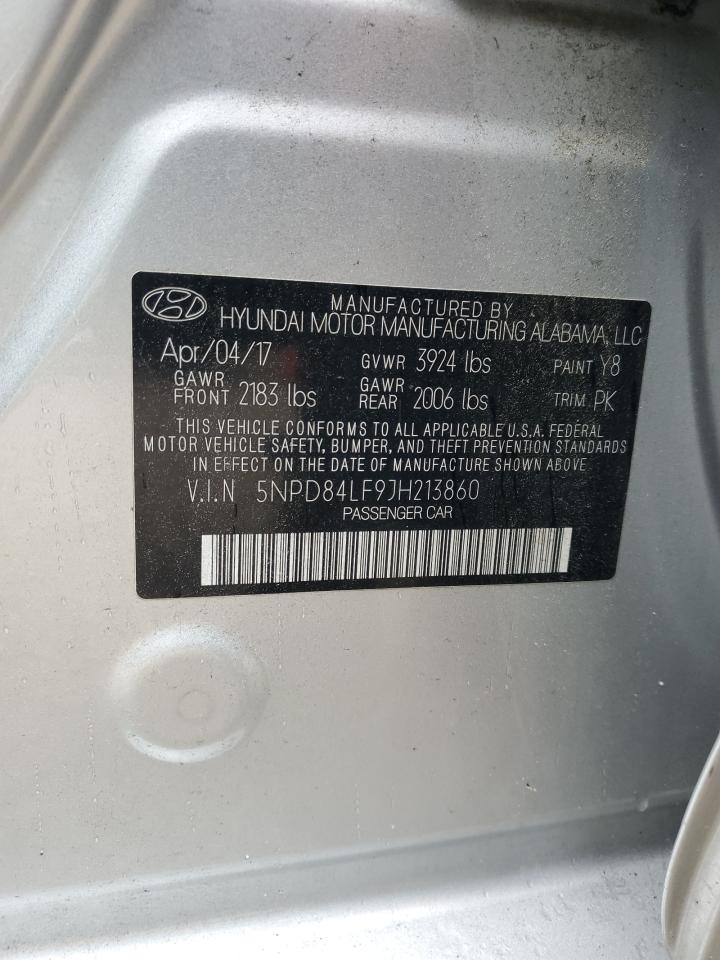 MANUFACTURED BY
HYUNDAI MOTOR MANUFACTURING ALABAMA, LLC
Apr/04/17 GVWR 3924 lbs PAINT Y8
GAWR FRONT 2183 lbs GAWR REAR 2006 lbs TRIM PK
THIS VEHICLE CONFORMS TO ALL APPLICABLE U.S.A. FEDERAL
MOTOR VEHICLE SAFETY, BUMPER, AND THEFT PREVENTION STANDARDS
IN EFFECT ON THE DATE OF MANUFACTURE SHOWN ABOVE
V.I.N 5NPD84LF9JH213860
PASSENGER CAR